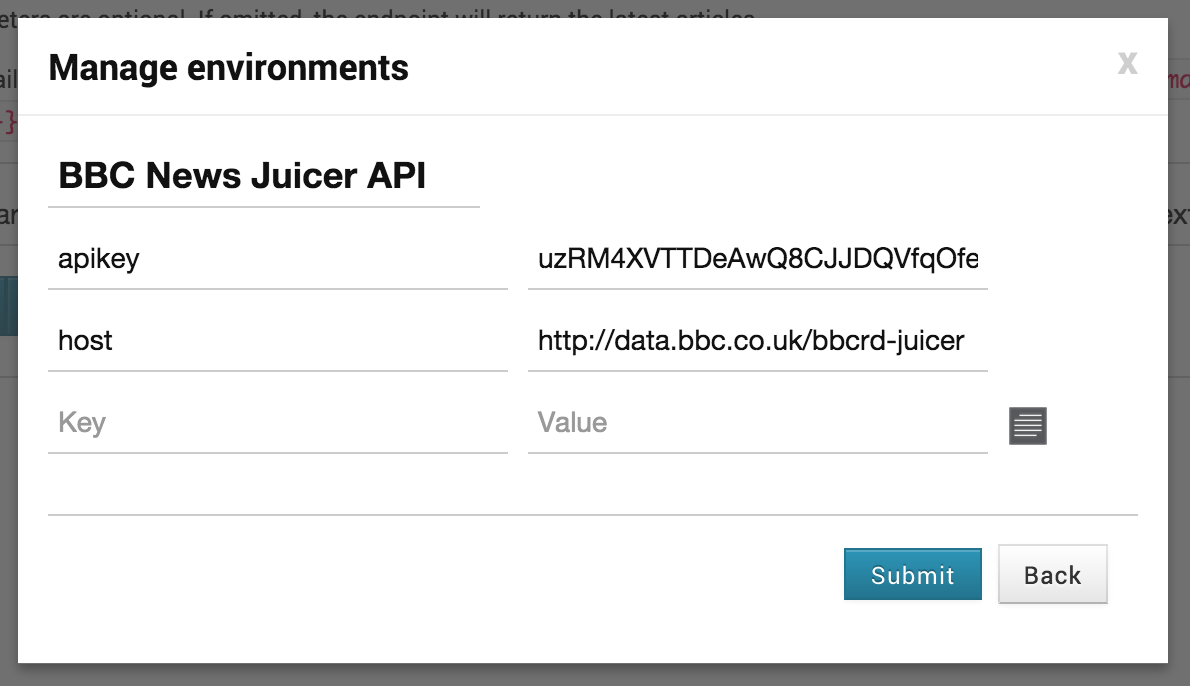 parameters are optional. If omitted, the endpoint will return the latest articles.
Manage environments
X
BBC News Juicer API
apikey
uzRM4XVTTDeAwQ8CJJDQVfqOfe
host
http://data.bbc.co.uk/bbcrd-juicer
Key
Value
Submit
Back